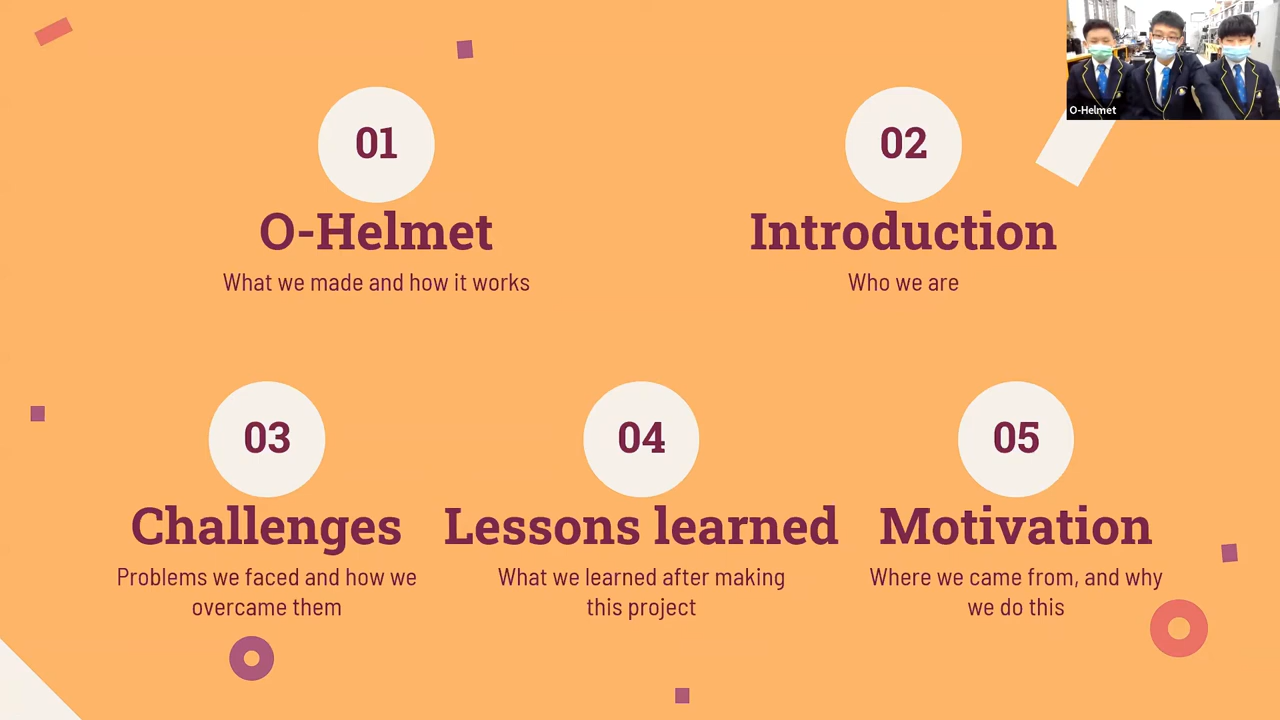 O-Helmet
01
O-Helmet
What we made and how it works
02
Introduction
Who we are
03
Challenges
Problems we faced and how we
overcame them
04
Lessons learned
What we learned after making
this project
05
Motivation
Where we came from, and why
we do this